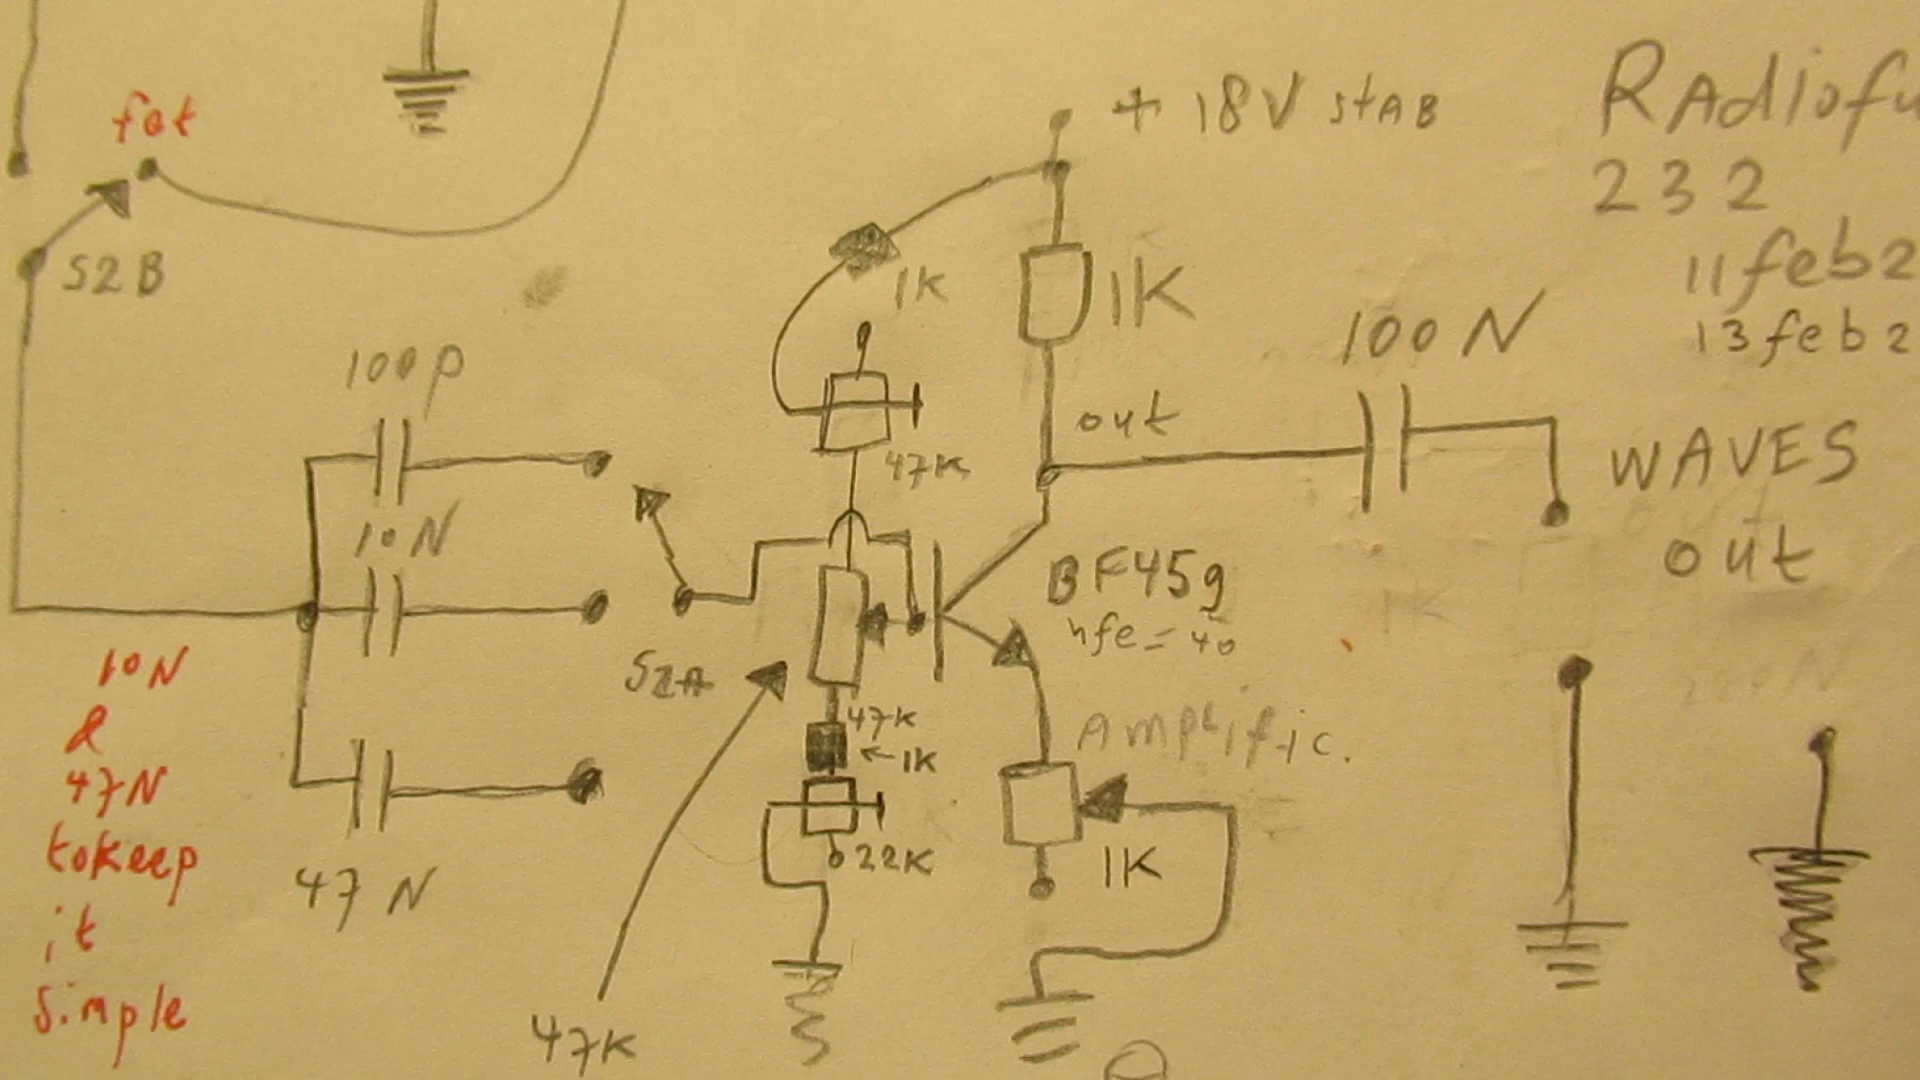 fat
+ 18V StAB
RAdiofu
232
S2B
11feb2
13feb2
1K
1K
100N
100p
out
47K
WAVES
out
10N
BF459
hfe = 40
S2A
10N
&
47N
tokeep
it
Simple
47K
←1K
AmpLific.
22K
1K
47N
47K